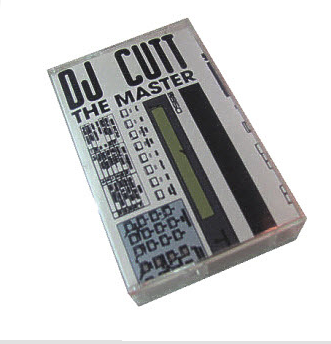 DJ CUTT
THE MASTER